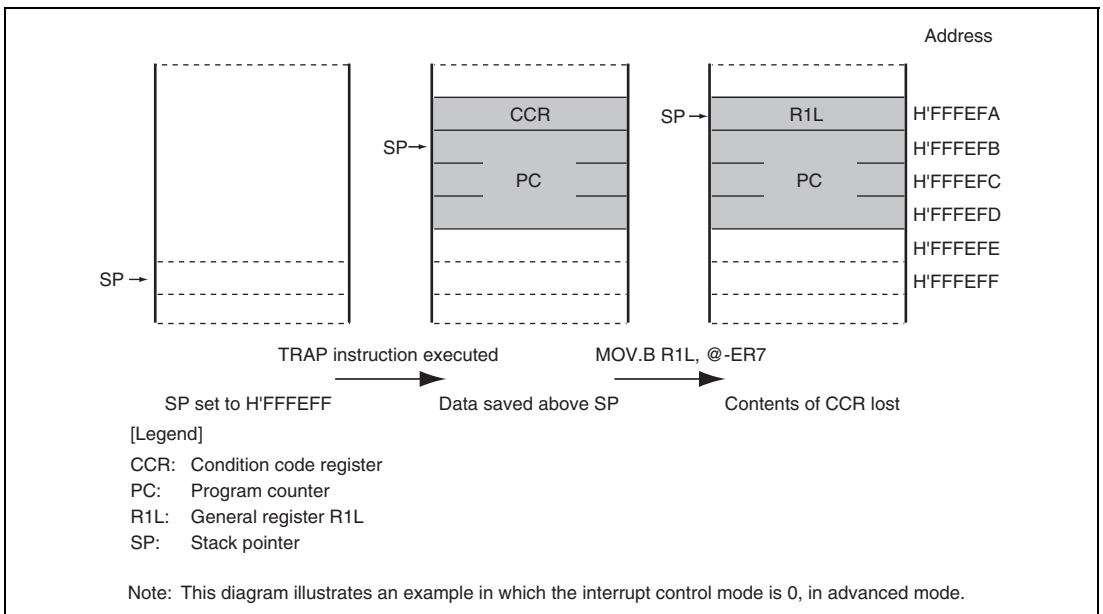 Address
CCR
SP
R1L
H'FFFEFA
SP
H'FFFEFB
PC
PC
H'FFFEFC
H'FFFEFD
H'FFFEFE
SP
H'FFFEFF
TRAP instruction executed
MOV.B R1L, @-ER7
SP set to H'FFFEFF
Data saved above SP
Contents of CCR lost
[Legend]
CCR: Condition code register
PC: Program counter
R1L: General register R1L
SP: Stack pointer
Note: This diagram illustrates an example in which the interrupt control mode is 0, in advanced mode.